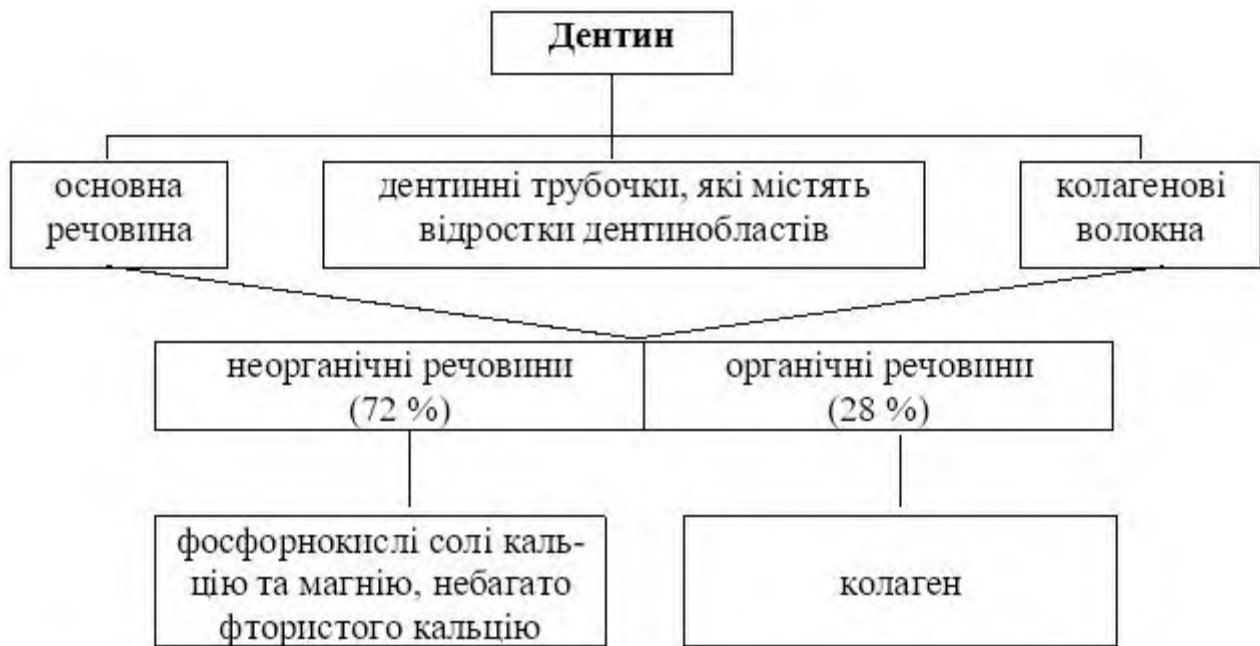 Дентин
основна
речовина
дентинні трубочки, які містять
відростки дентинобластів
колагенові
волокна
неорганічні речовини
(72 %)
органічні речовини
(28 %)
фосфорнокислі солі каль-
цію та магнію, небагато
фтористого кальцію
колаген